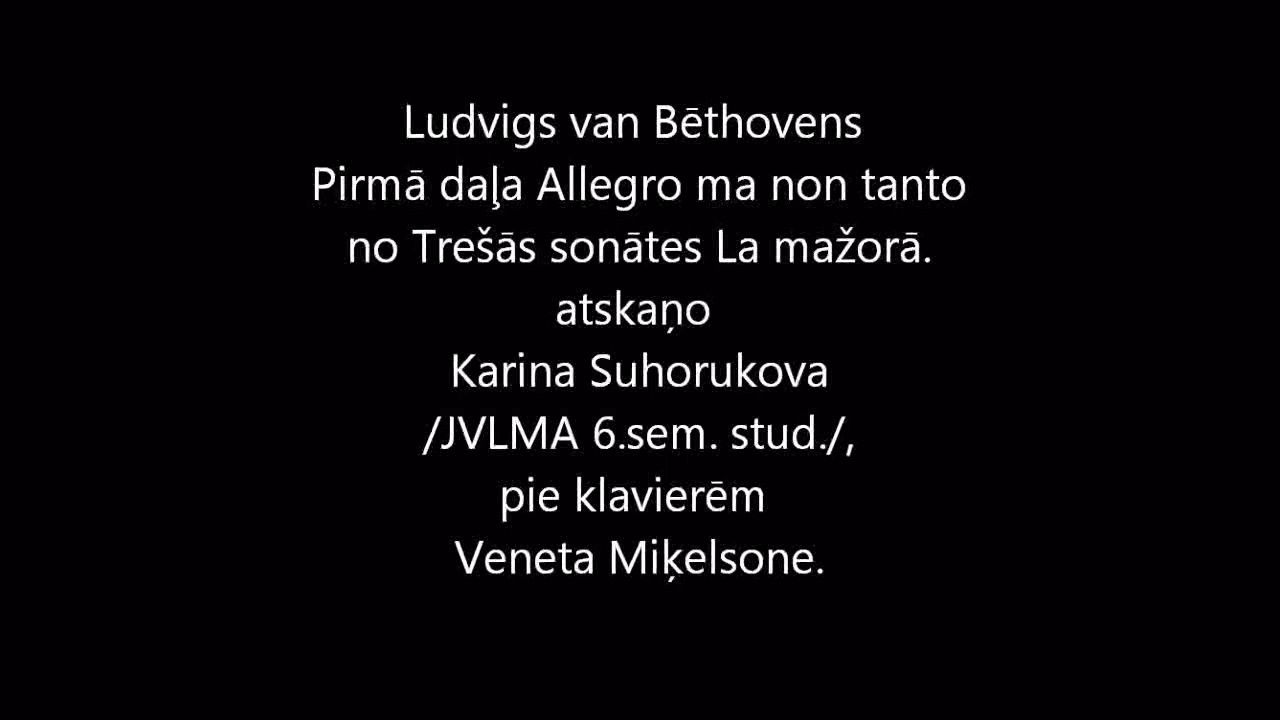 Ludvigs van Bēthovens
Pirmā daļa Allegro ma non tanto
no Trešās sonātes La mažorā.
atskaņo
Karina Suhorukova
/JVLMA 6.sem. stud./,
pie klavierēm
Veneta Miķelsone.